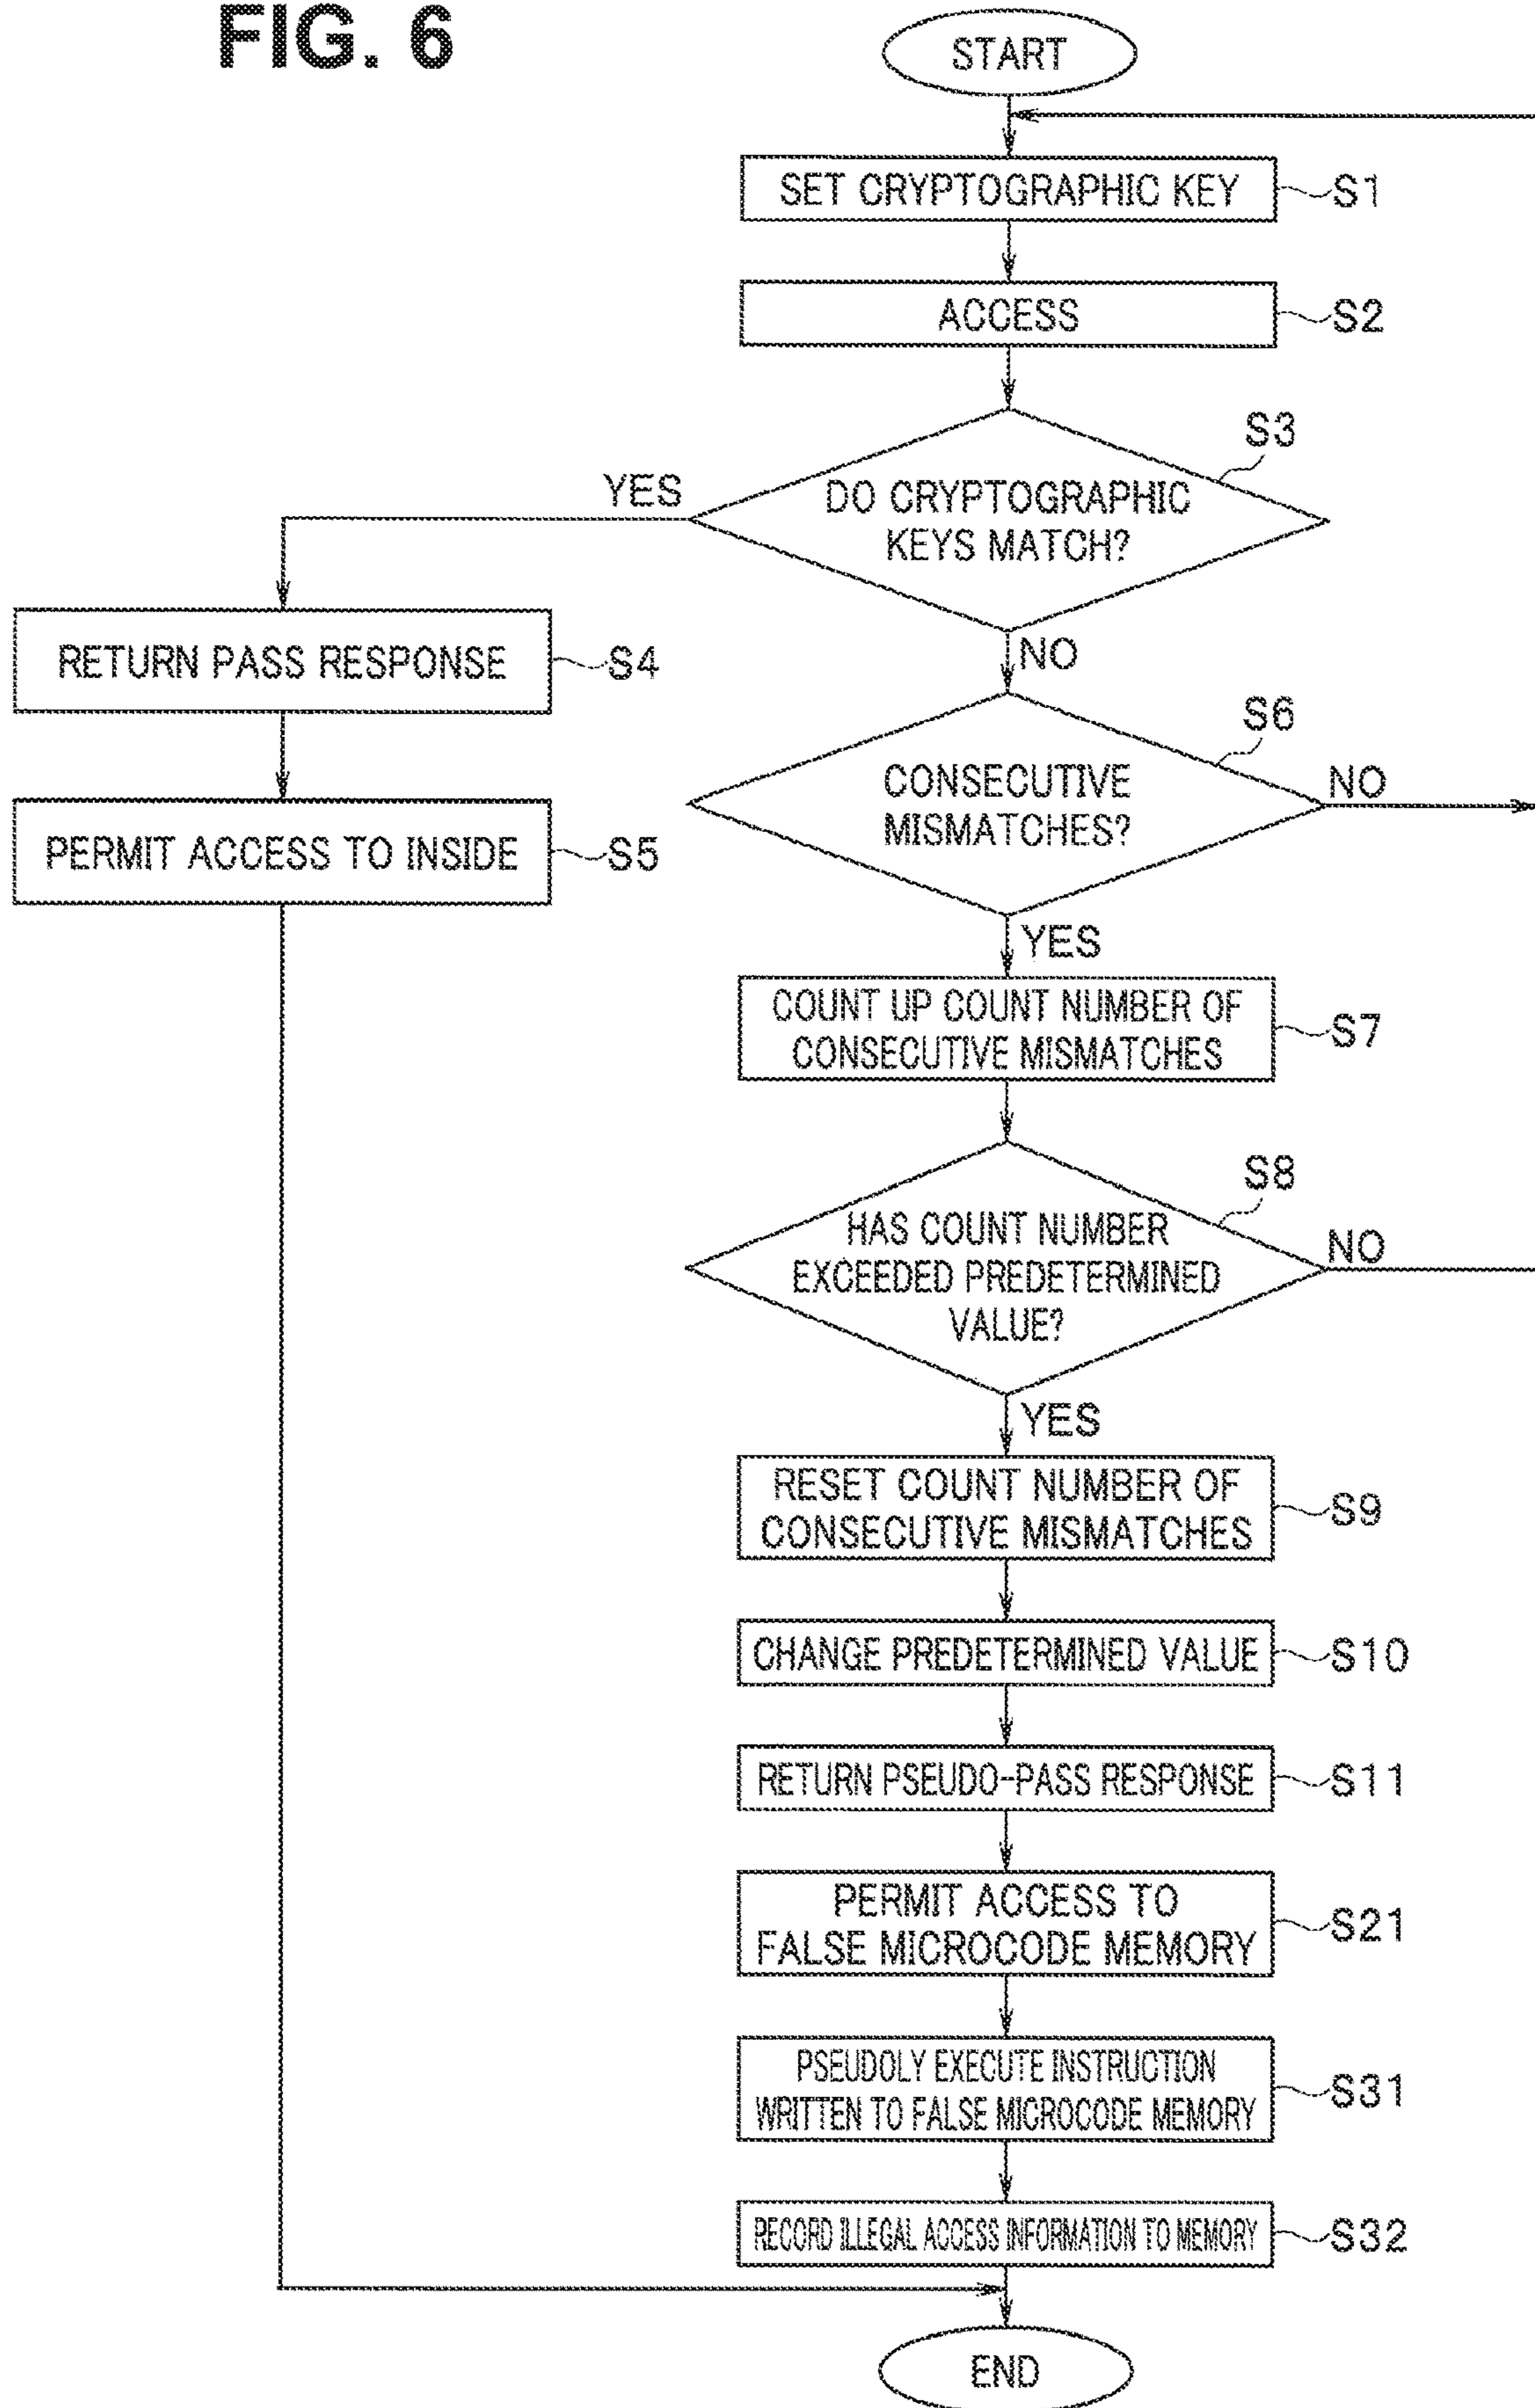 FIG. 6
START
SET CRYPTOGRAPHIC KEY
S1
ACCESS
S2
S3
YES
DO CRYPTOGRAPHIC
KEYS MATCH?
RETURN PASS RESPONSE
S4
NO
S6
CONSECUTIVE
MISMATCHES?
NO
PERMIT ACCESS TO INSIDE
S5
YES
COUNT UP COUNT NUMBER OF
CONSECUTIVE MISMATCHES
S7
S8
HAS COUNT NUMBER
EXCEEDED PREDETERMINED
VALUE?
NO
YES
RESET COUNT NUMBER OF
CONSECUTIVE MISMATCHES
S9
CHANGE PREDETERMINED VALUE
S10
RETURN PSEUDO-PASS RESPONSE
S11
PERMIT ACCESS TO
FALSE MICROCODE MEMORY
S21
PSEUDOLY EXECUTE INSTRUCTION
WRITTEN TO FALSE MICROCODE MEMORY
S31
RECORD ILLEGAL ACCESS INFORMATION TO MEMORY
S32
END